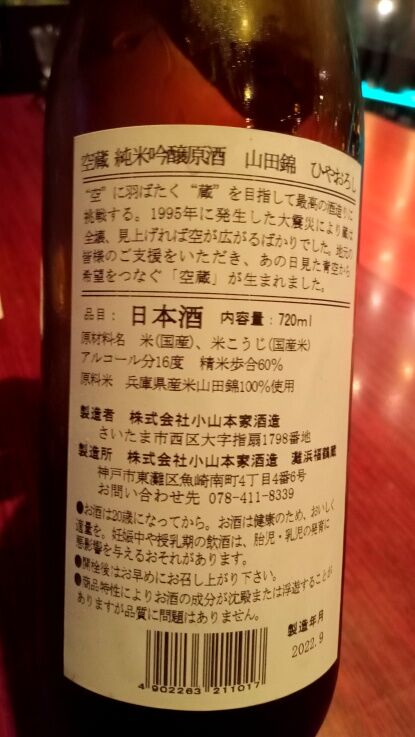 空蔵 純米吟醸原酒 山田錦 ひやおろし
“空”に羽ばたく“蔵”を目指して最高の酒造りに
挑戦する。1995年に発生した大震災により蔵は
全壊、見上げれば空が広がるばかりでした。地元の
皆様のご支援をいただき、あの日見た青空から
希望をつなぐ「空蔵」が生まれました。
品目：日本酒 内容量：720ml
原材料名 米(国産)、米こうじ(国産米)
アルコール分16度 精米歩合60%
原料米 兵庫県産米山田錦100%使用
製造者 株式会社小山本家酒造
さいたま市西区大字指扇1798番地
製造所 株式会社小山本家酒造 灘浜福鶴蔵
神戸市東灘区魚崎南町4丁目4番6号
お問い合わせ先 078-411-8339
●お酒は20歳になってから。お酒は健康のため、おいしく
適量を。妊娠中や授乳期の飲酒は、胎児・乳児の発育に
悪影響を与えるおそれがあります。
●開栓後はお早めにお召し上がり下さい。
●商品特性によりお酒の成分が沈殿または浮遊することが
ありますが品質に問題はありません。
製造年月
2022.9
4902263211017